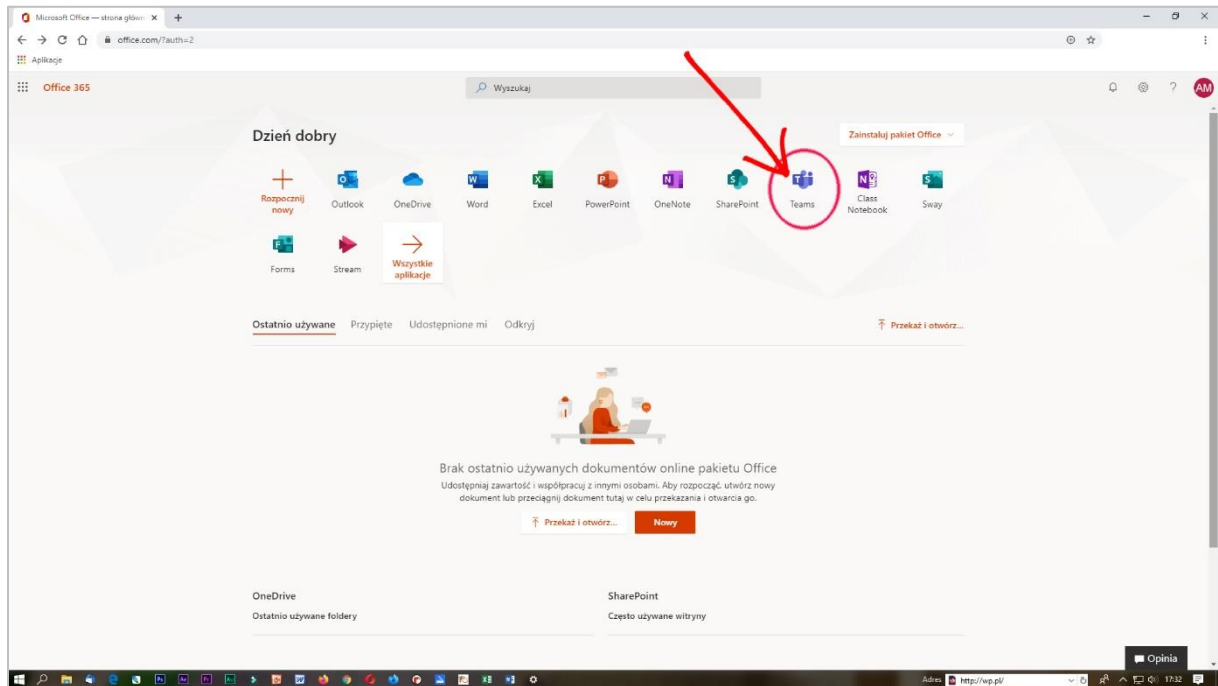 Microsoft Office — strona główn
office.com/?auth=2
Aplikacje
Office 365
Wyszukaj
AM
Dzień dobry
Zainstaluj pakiet Office
Rozpocznij
nowy
Outlook
OneDrive
Word
Excel
PowerPoint
OneNote
SharePoint
Teams
Class
Notebook
Sway
Forms
Stream
Wszystkie
aplikacje
Ostatnio używane Przypięte Udostępnione mi Odkryj
Przekaż i otwórz...
Brak ostatnio używanych dokumentów online pakietu Office
Udostępniaj zawartość i współpracuj z innymi osobami. Aby rozpocząć, utwórz nowy
dokument lub przeciągnij dokument tutaj w celu przekazania i otwarcia go.
Przekaż i otwórz...
Nowy
OneDrive
SharePoint
Ostatnio używane foldery
Często używane witryny
Opinia
Adres http://wp.pl/
17:32